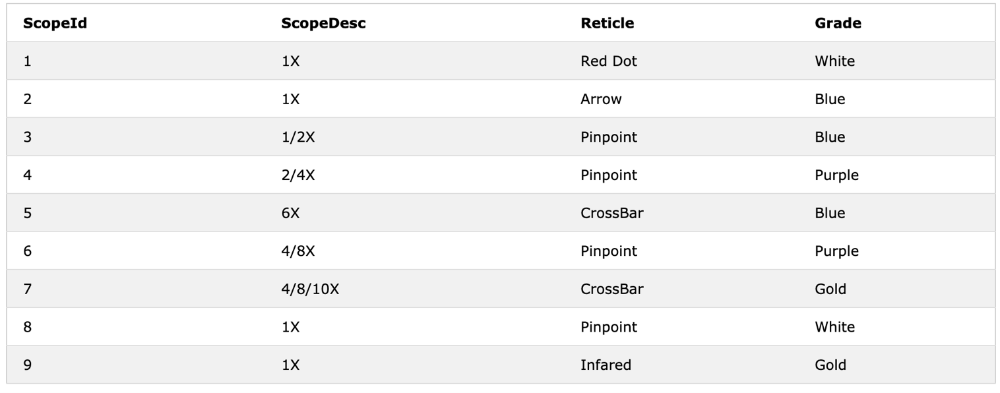 ScopeId ScopeDesc Reticle Grade
1 1X Red Dot White
2 1X Arrow Blue
3 1/2X Pinpoint Blue
4 2/4X Pinpoint Purple
5 6X CrossBar Blue
6 4/8X Pinpoint Purple
7 4/8/10X CrossBar Gold
8 1X Pinpoint White
9 1X Infared Gold